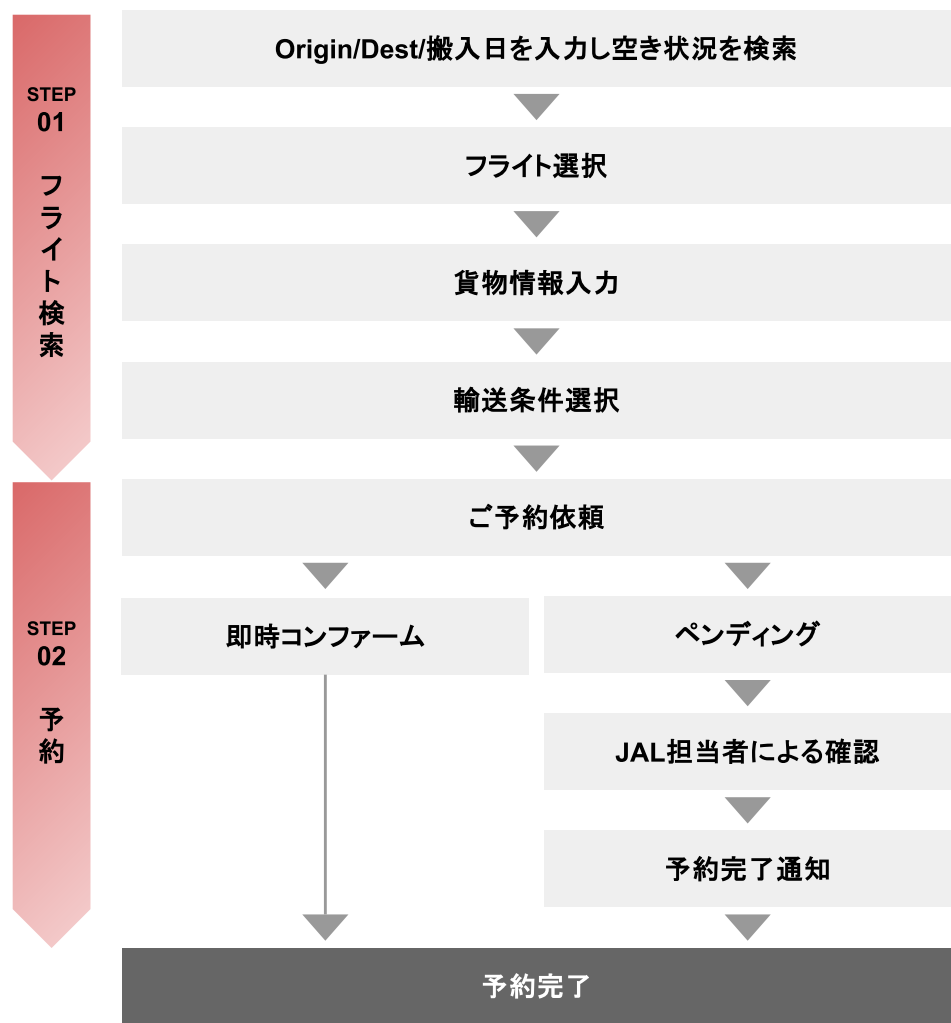 STEP
01
フライト検索
Origin/Dest/搬入日を入力し空き状況を検索
フライト選択
貨物情報入力
輸送条件選択
STEP
02
予約
ご予約依頼
即時コンファーム
ペンディング
JAL担当者による確認
予約完了通知
予約完了